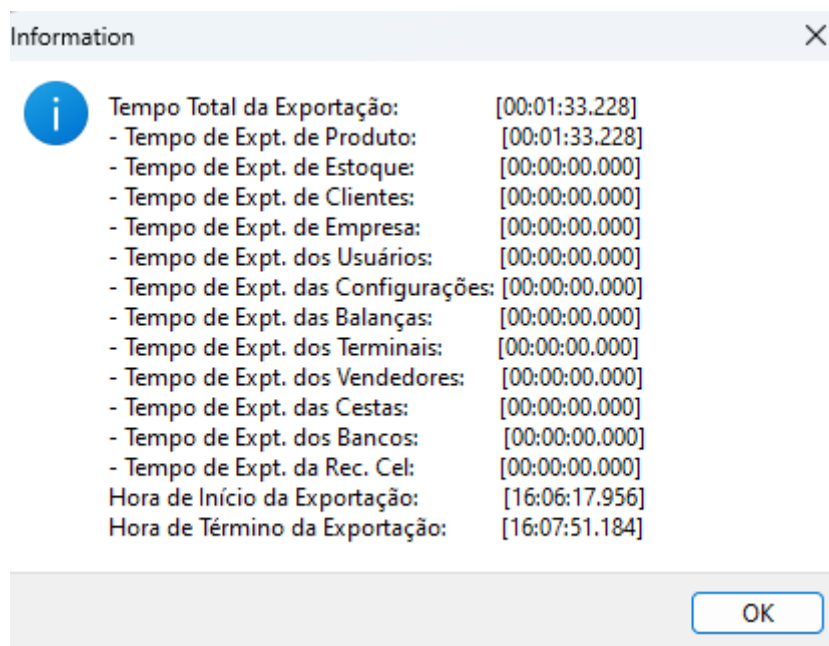 Information
Tempo Total da Exportação: [00:01:33.228]
- Tempo de Expt. de Produto: [00:01:33.228]
- Tempo de Expt. de Estoque: [00:00:00.000]
- Tempo de Expt. de Clientes: [00:00:00.000]
- Tempo de Expt. de Empresa: [00:00:00.000]
- Tempo de Expt. dos Usuários: [00:00:00.000]
- Tempo de Expt. das Configurações: [00:00:00.000]
- Tempo de Expt. das Balanças: [00:00:00.000]
- Tempo de Expt. dos Terminais: [00:00:00.000]
- Tempo de Expt. dos Vendedores: [00:00:00.000]
- Tempo de Expt. das Cestas: [00:00:00.000]
- Tempo de Expt. dos Bancos: [00:00:00.000]
- Tempo de Expt. da Rec. Cel: [00:00:00.000]
Hora de Início da Exportação: [16:06:17.956]
Hora de Término da Exportação: [16:07:51.184]
OK